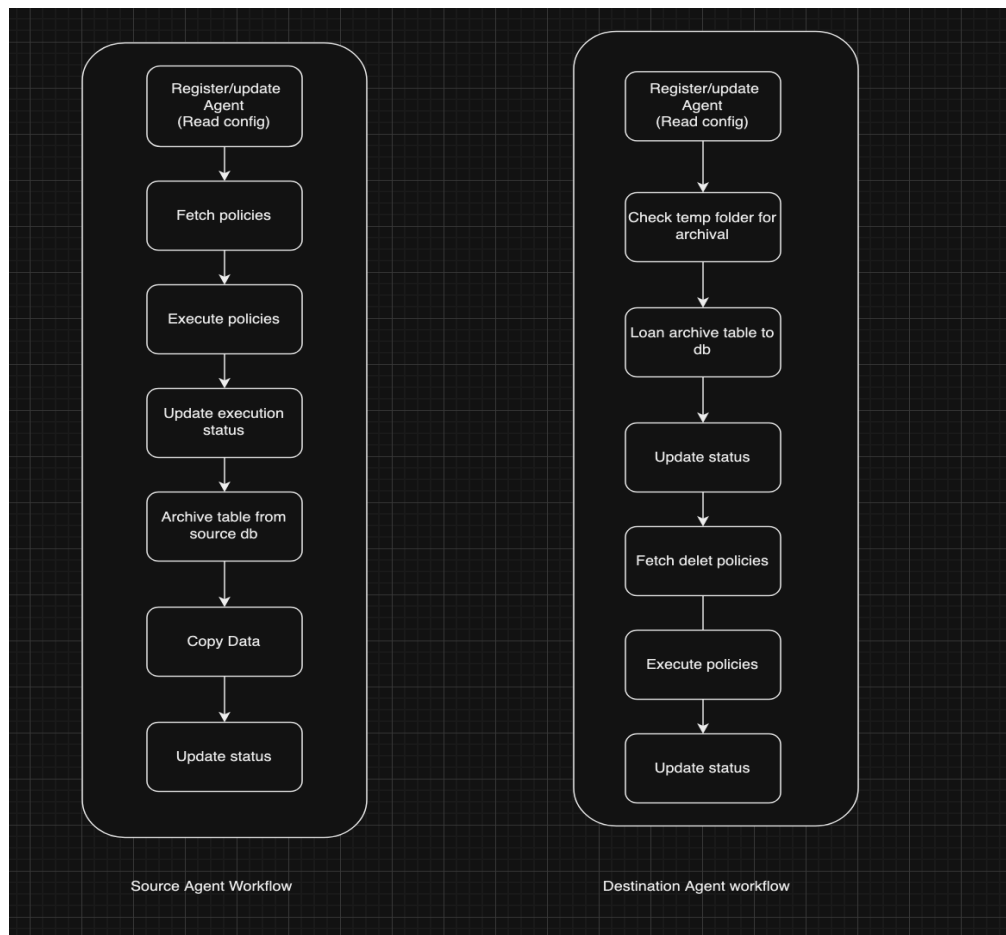 Register/update
Agent
(Read config)
Fetch policies
Execute policies
Update execution
status
Archive table from
source db
Copy Data
Update status
Source Agent Workflow
Register/update
Agent
(Read config)
Check temp folder for
archival
Loan archive table to
db
Update status
Fetch delet policies
Execute policies
Update status
Destination Agent workflow